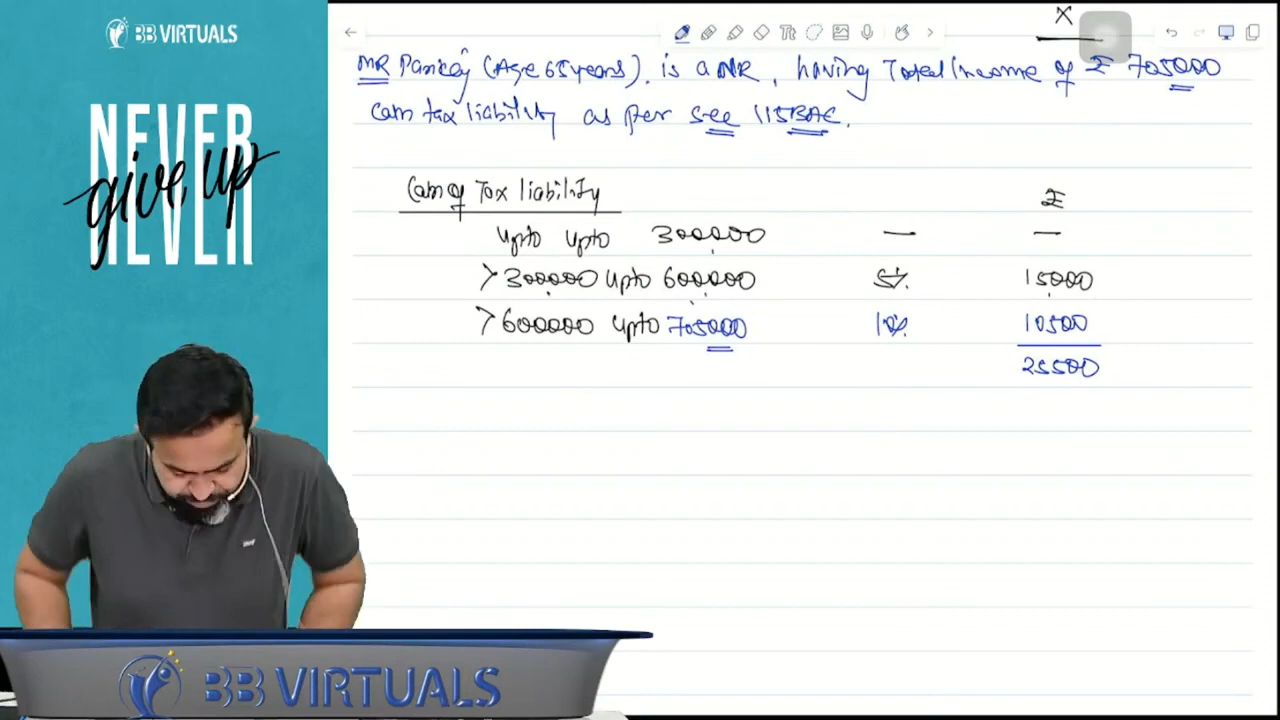 BB VIRTUALS
NEVER
give up
NEVER
X
MR Pankaj (Age 65 years). is a NR, having Total Income of ₹ 705000
Cam tax liability as per sec 115BAC.
Cam of Tax liability
₹
upto upto 300000 — —
> 300000 upto 600000 5% 15000
> 600000 upto 705000 10% 10500
25500
BB VIRTUALS